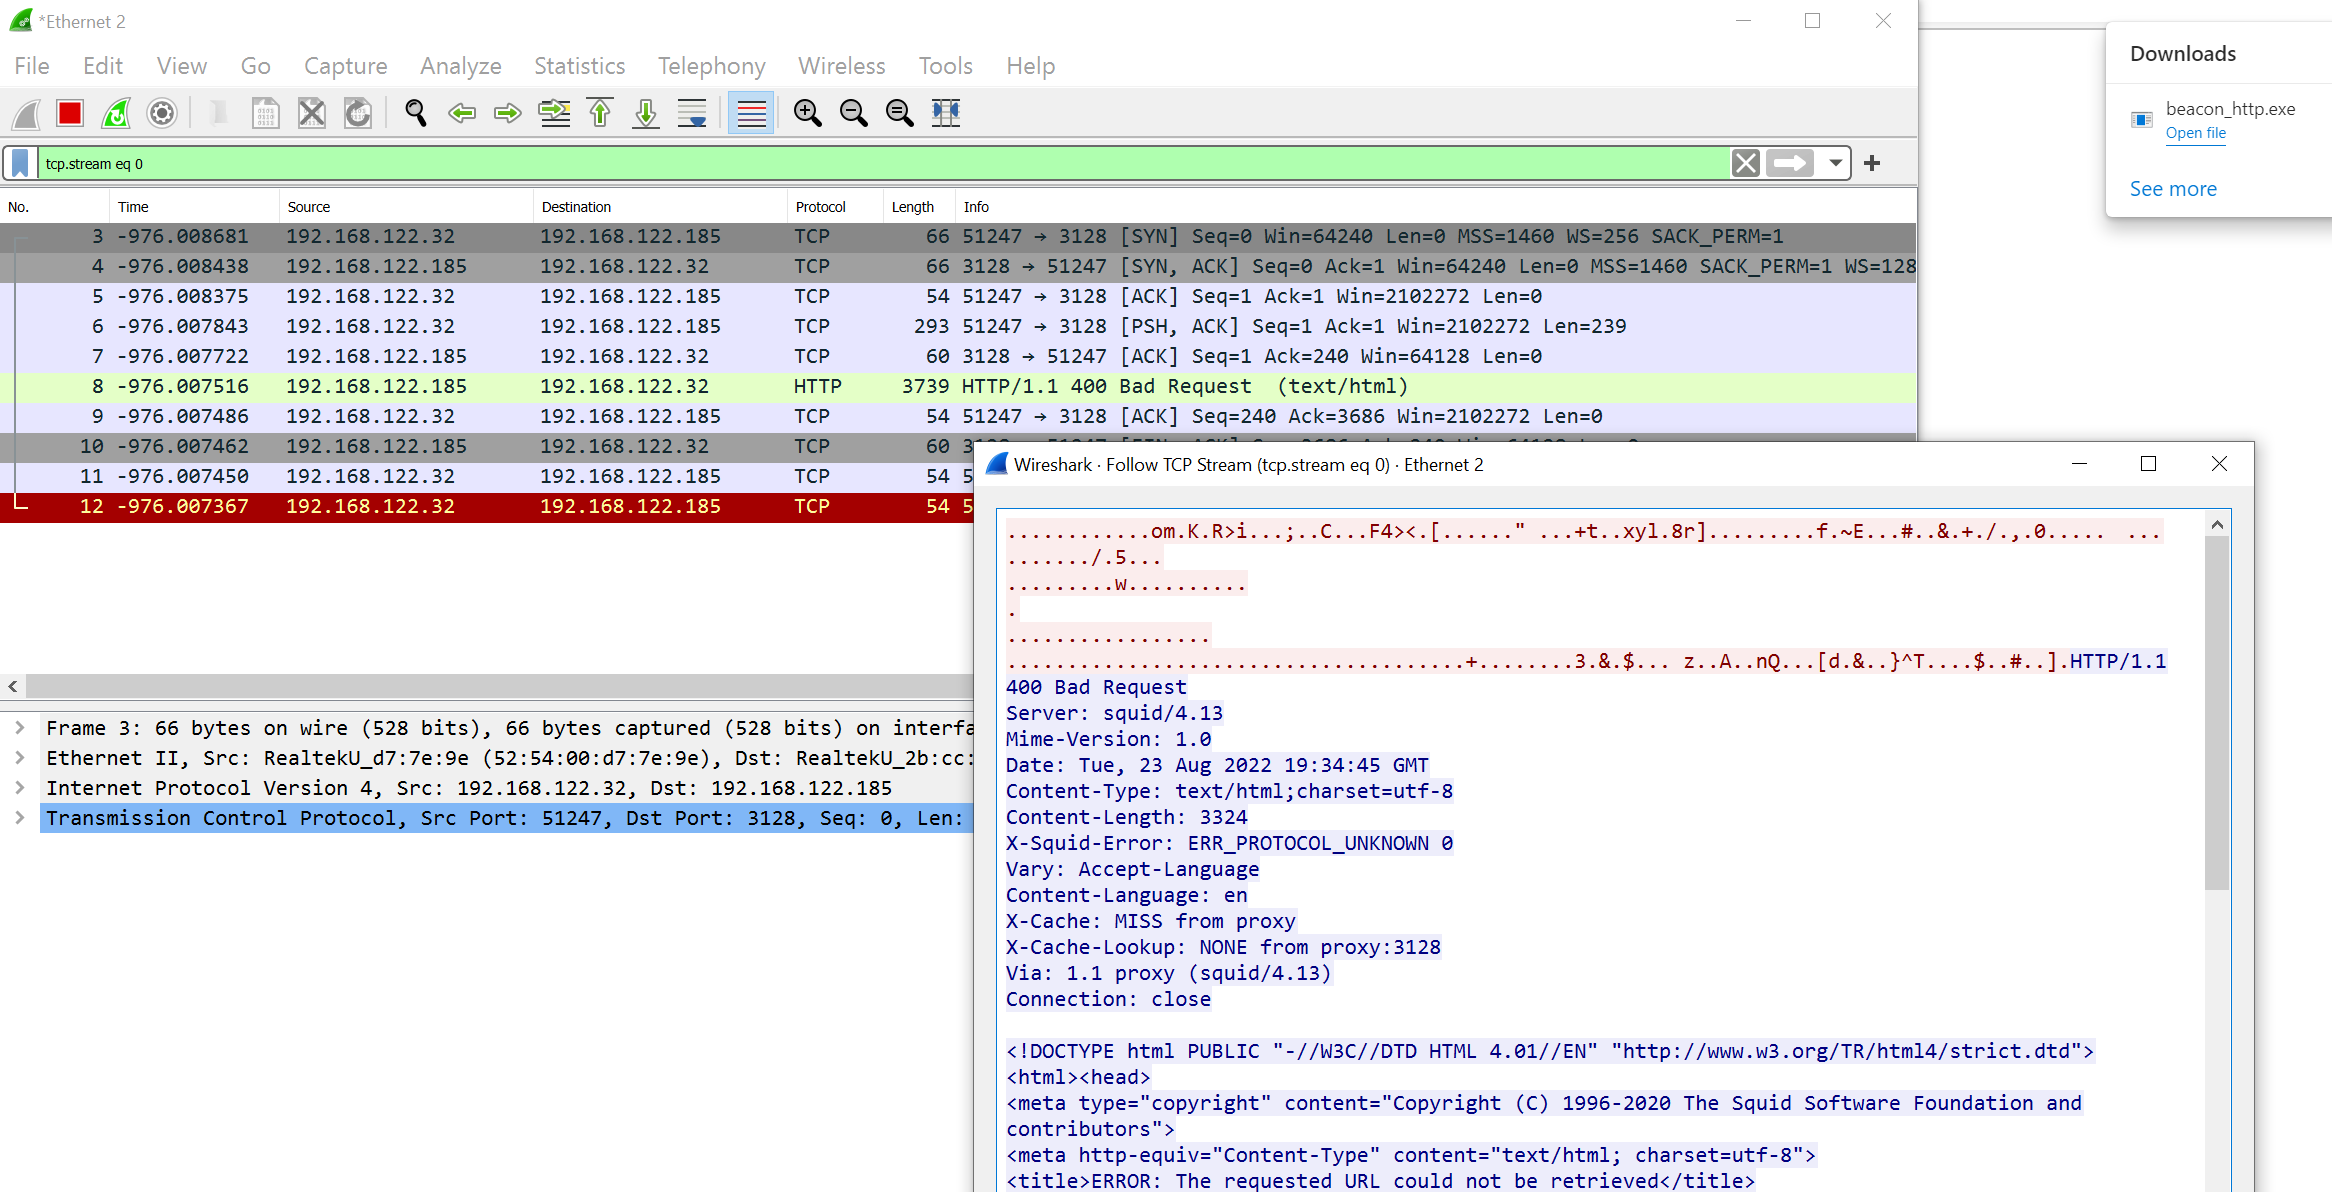 *Ethernet 2
File Edit View Go Capture Analyze Statistics Telephony Wireless Tools Help
tcp.stream eq 0
No. Time Source Destination Protocol Length Info
3 -976.008681 192.168.122.32 192.168.122.185 TCP 66 51247 → 3128 [SYN] Seq=0 Win=64240 Len=0 MSS=1460 WS=256 SACK_PERM=1
4 -976.008438 192.168.122.185 192.168.122.32 TCP 66 3128 → 51247 [SYN, ACK] Seq=0 Ack=1 Win=64240 Len=0 MSS=1460 SACK_PERM=1 WS=128
5 -976.008375 192.168.122.32 192.168.122.185 TCP 54 51247 → 3128 [ACK] Seq=1 Ack=1 Win=2102272 Len=0
6 -976.007843 192.168.122.32 192.168.122.185 TCP 293 51247 → 3128 [PSH, ACK] Seq=1 Ack=1 Win=2102272 Len=239
7 -976.007722 192.168.122.185 192.168.122.32 TCP 60 3128 → 51247 [ACK] Seq=1 Ack=240 Win=64128 Len=0
8 -976.007516 192.168.122.185 192.168.122.32 HTTP 3739 HTTP/1.1 400 Bad Request (text/html)
9 -976.007486 192.168.122.32 192.168.122.185 TCP 54 51247 → 3128 [ACK] Seq=240 Ack=3686 Win=2102272 Len=0
10 -976.007462 192.168.122.185 192.168.122.32 TCP 60
11 -976.007450 192.168.122.32 192.168.122.185 TCP 54 5
12 -976.007367 192.168.122.32 192.168.122.185 TCP 54 5
Frame 3: 66 bytes on wire (528 bits), 66 bytes captured (528 bits) on interfa
Ethernet II, Src: RealtekU_d7:7e:9e (52:54:00:d7:7e:9e), Dst: RealtekU_2b:cc:
Internet Protocol Version 4, Src: 192.168.122.32, Dst: 192.168.122.185
Transmission Control Protocol, Src Port: 51247, Dst Port: 3128, Seq: 0, Len:
Downloads
beacon_http.exe
Open file
See more
Wireshark · Follow TCP Stream (tcp.stream eq 0) · Ethernet 2
............om.K.R>i...;..C...F4><.[......" ...+t..xyl.8r].........f.~E...#..&.+./.,.0..... ...
......./.5...
.........w..........
.
.................
......................................+........3.&.$... z..A..nQ...[d.&..}^T....$..#..].HTTP/1.1
400 Bad Request
Server: squid/4.13
Mime-Version: 1.0
Date: Tue, 23 Aug 2022 19:34:45 GMT
Content-Type: text/html;charset=utf-8
Content-Length: 3324
X-Squid-Error: ERR_PROTOCOL_UNKNOWN 0
Vary: Accept-Language
Content-Language: en
X-Cache: MISS from proxy
X-Cache-Lookup: NONE from proxy:3128
Via: 1.1 proxy (squid/4.13)
Connection: close
<!DOCTYPE html PUBLIC "-//W3C//DTD HTML 4.01//EN" "http://www.w3.org/TR/html4/strict.dtd">
<html><head>
<meta type="copyright" content="Copyright (C) 1996-2020 The Squid Software Foundation and
contributors">
<meta http-equiv="Content-Type" content="text/html; charset=utf-8">
<title>ERROR: The requested URL could not be retrieved</title>